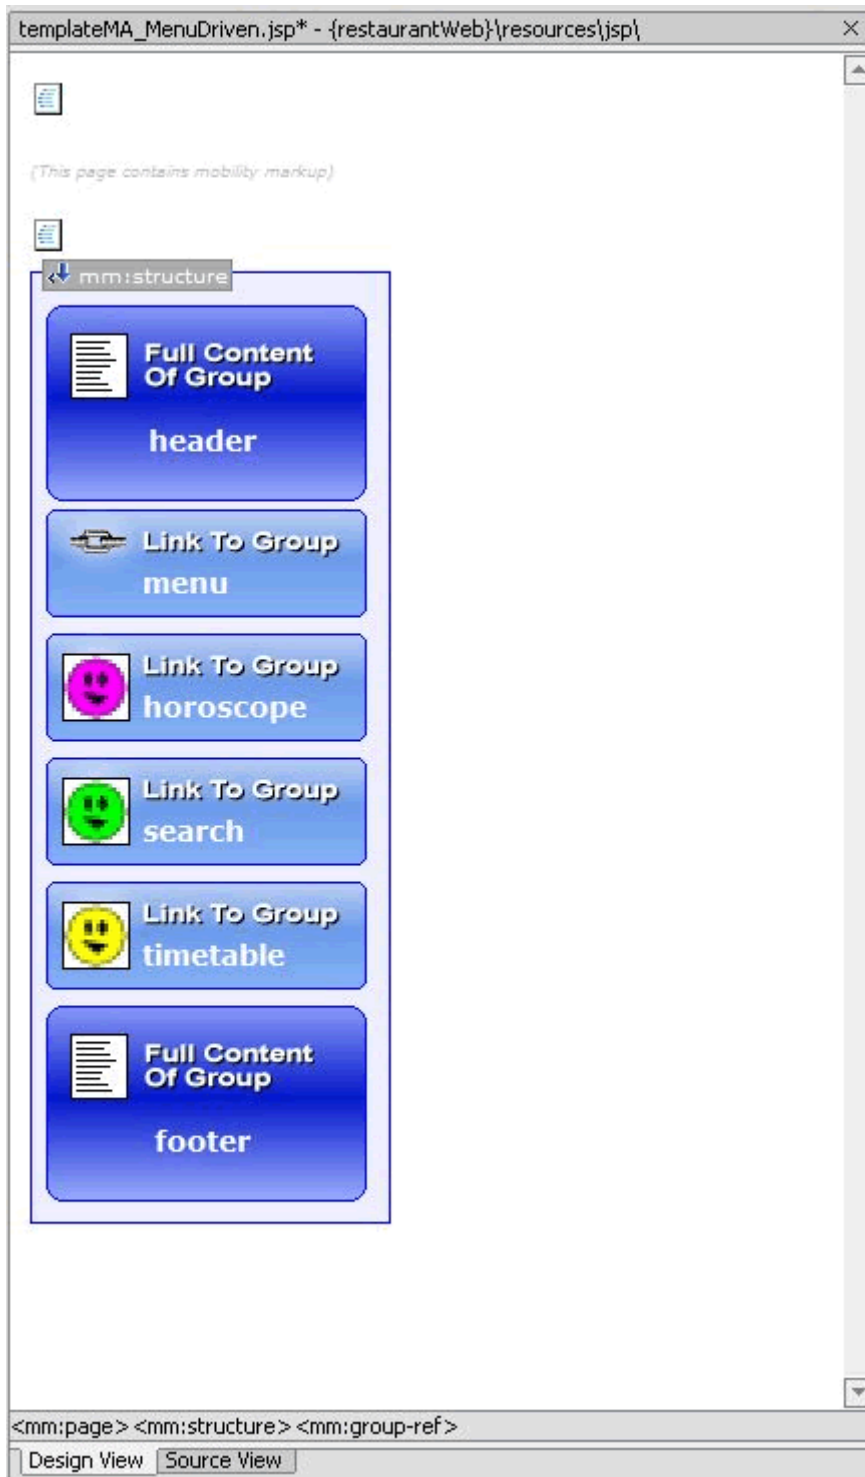 templateMA_MenuDriven.jsp* - {restaurantWeb}\resources\jsp\
(This page contains mobility markup)
mm:structure
Full Content
Of Group
header
Link To Group
menu
Link To Group
horoscope
Link To Group
search
Link To Group
timetable
Full Content
Of Group
footer
<mm:page> <mm:structure> <mm:group-ref>
Design View Source View